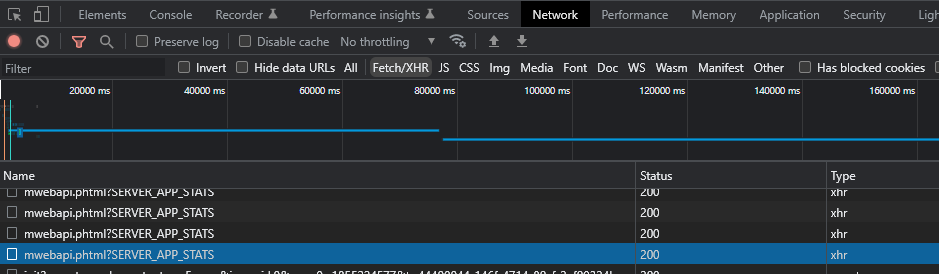 Elements Console Recorder Performance insights Sources Network Performance Memory Application Security
Preserve log Disable cache No throttling
Filter Invert Hide data URLs All Fetch/XHR JS CSS Img Media Font Doc WS Wasm Manifest Other Has blocked cookies
20000 ms 40000 ms 60000 ms 80000 ms 100000 ms 120000 ms 140000 ms 160000 ms
Name Status Type
mwebapi.phtml?SERVER_APP_STATS 200 xhr
mwebapi.phtml?SERVER_APP_STATS 200 xhr
mwebapi.phtml?SERVER_APP_STATS 200 xhr
mwebapi.phtml?SERVER_APP_STATS 200 xhr